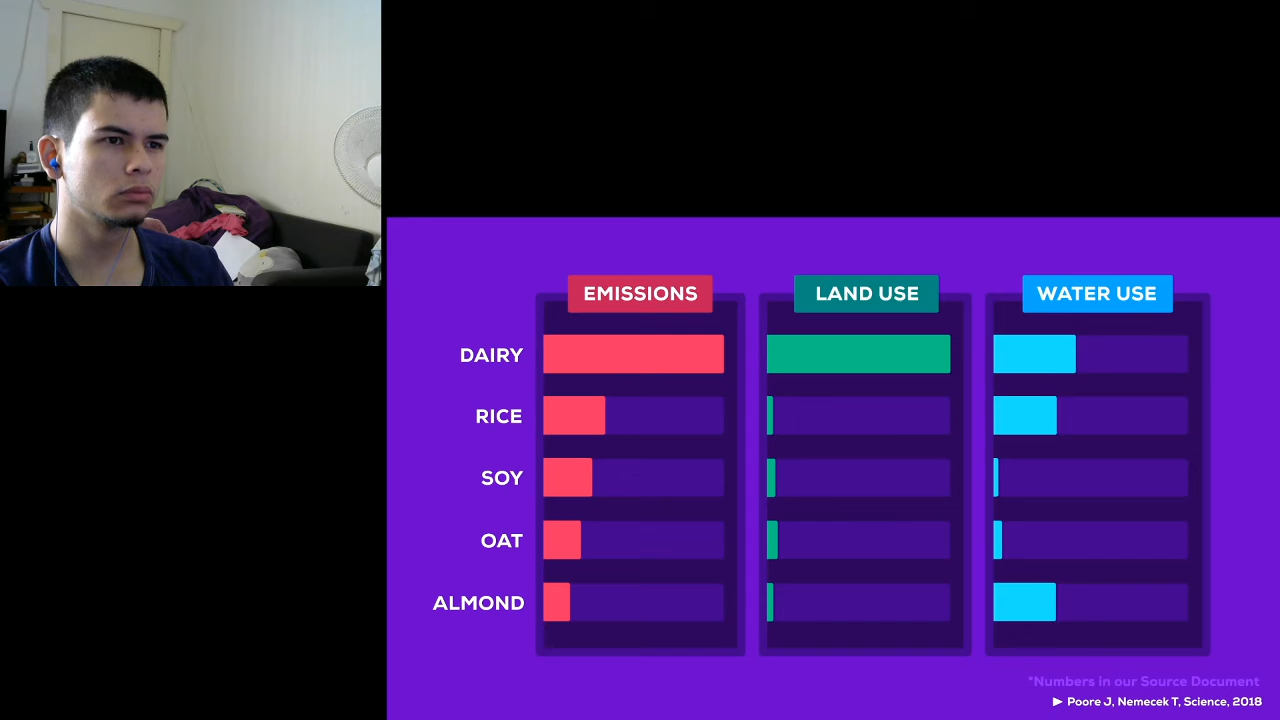 EMISSIONS LAND USE WATER USE
DAIRY
RICE
SOY
OAT
ALMOND
*Numbers in our Source Document
► Poore J, Nemecek T, Science, 2018